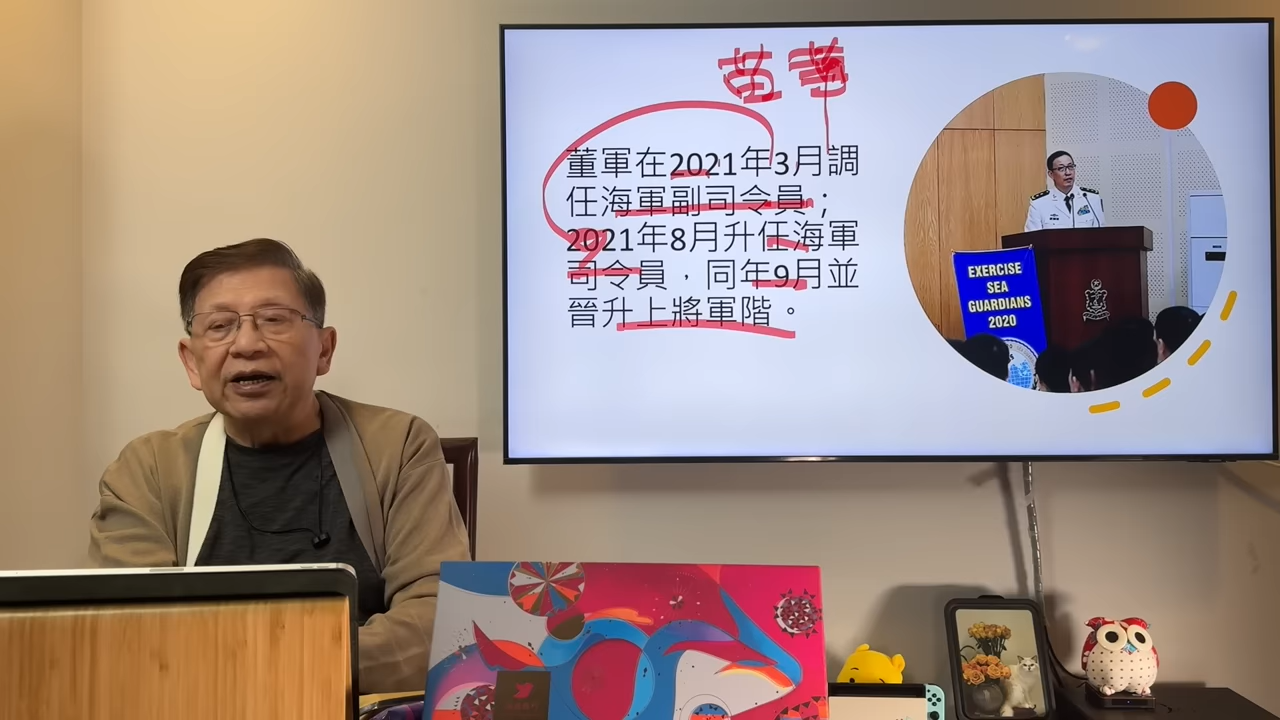 董軍在2021年3月調
任海軍副司令員；
2021年8月升任海軍
司令員，同年9月並
晉升上將軍階。
EXERCISE
SEA
GUARDIANS
2020